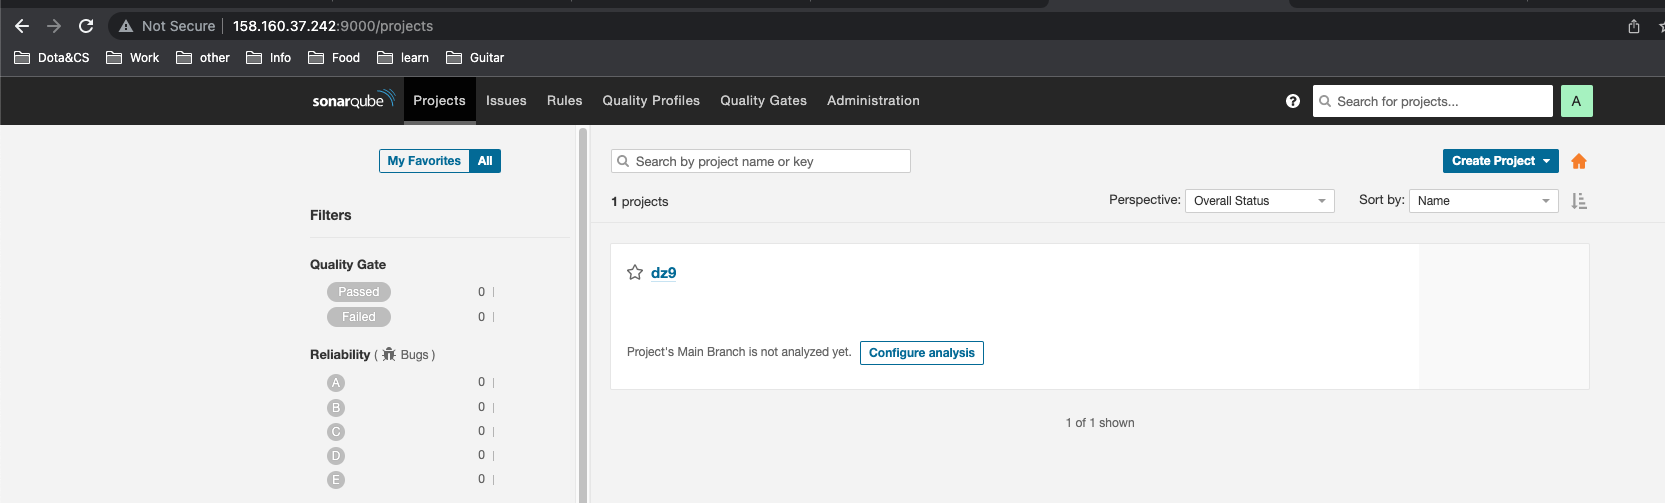 Not Secure 158.160.37.242:9000/projects
Dota&CS Work other Info Food learn Guitar
sonarqube Projects Issues Rules Quality Profiles Quality Gates Administration ? Search for projects... A
My Favorites All
Search by project name or key
Create Project
1 projects
Perspective: Overall Status Sort by: Name
Filters
Quality Gate
Passed 0
Failed 0
Reliability ( Bugs )
A 0
B 0
C 0
D 0
E 0
dz9
Project's Main Branch is not analyzed yet. Configure analysis
1 of 1 shown